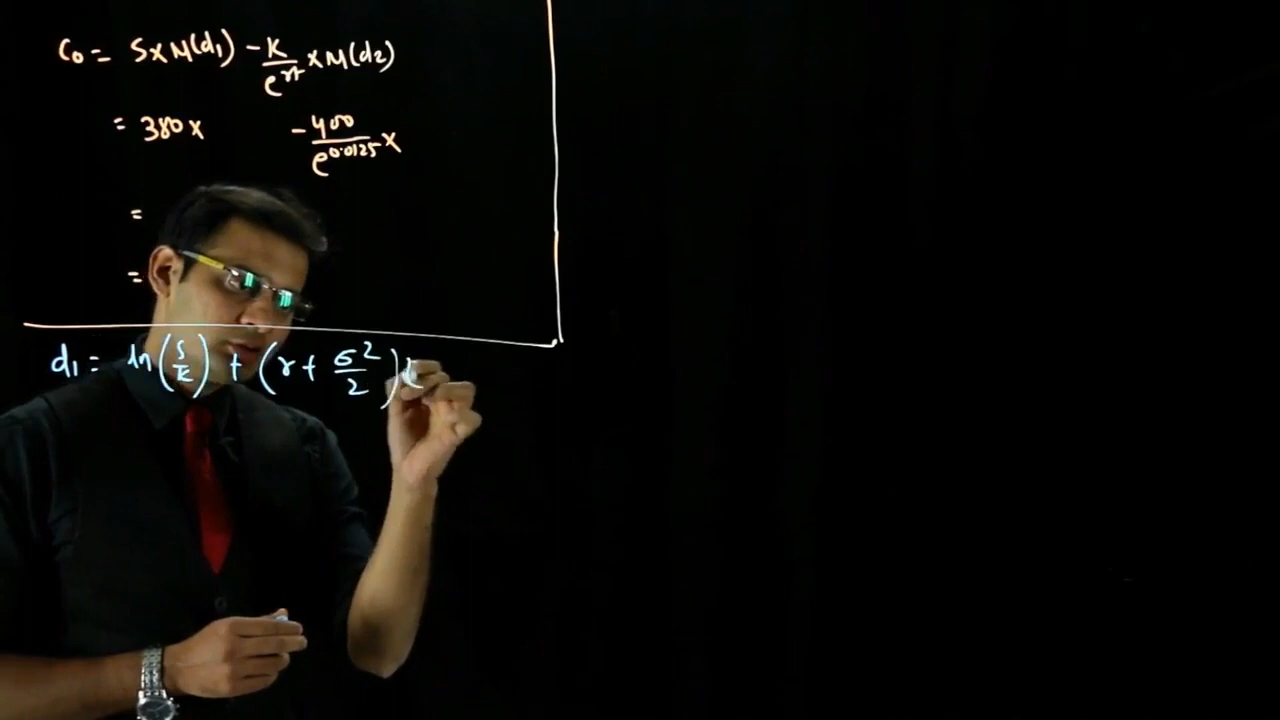 C₀ = S x N(d₁) - K/e^rt x N(d₂)
= 380 x - 400/e^0.0125 x
=
=
d₁ = ln(S/K) + (r + σ²/2)t